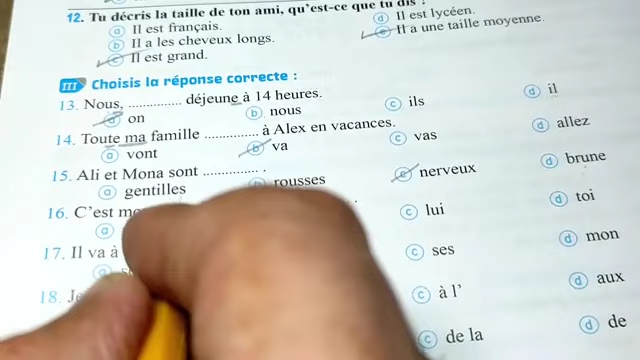 12. Tu décris la taille de ton ami, qu'est-ce que tu dis ?
a Il est français.
d Il est lycéen.
b Il a les cheveux longs.
e Il a une taille moyenne.
c Il est grand.
III Choisis la réponse correcte :
13. Nous, .............. déjeune à 14 heures.
a on b nous c ils d il
14. Toute ma famille .............. à Alex en vacances.
a vont b va c vas d allez
15. Ali et Mona sont .............. .
a gentilles b rousses c nerveux d brune
16. C'est
a c lui d toi
17. Il va à
a c ses d mon
18. Je
c à l' d aux
c de la d de